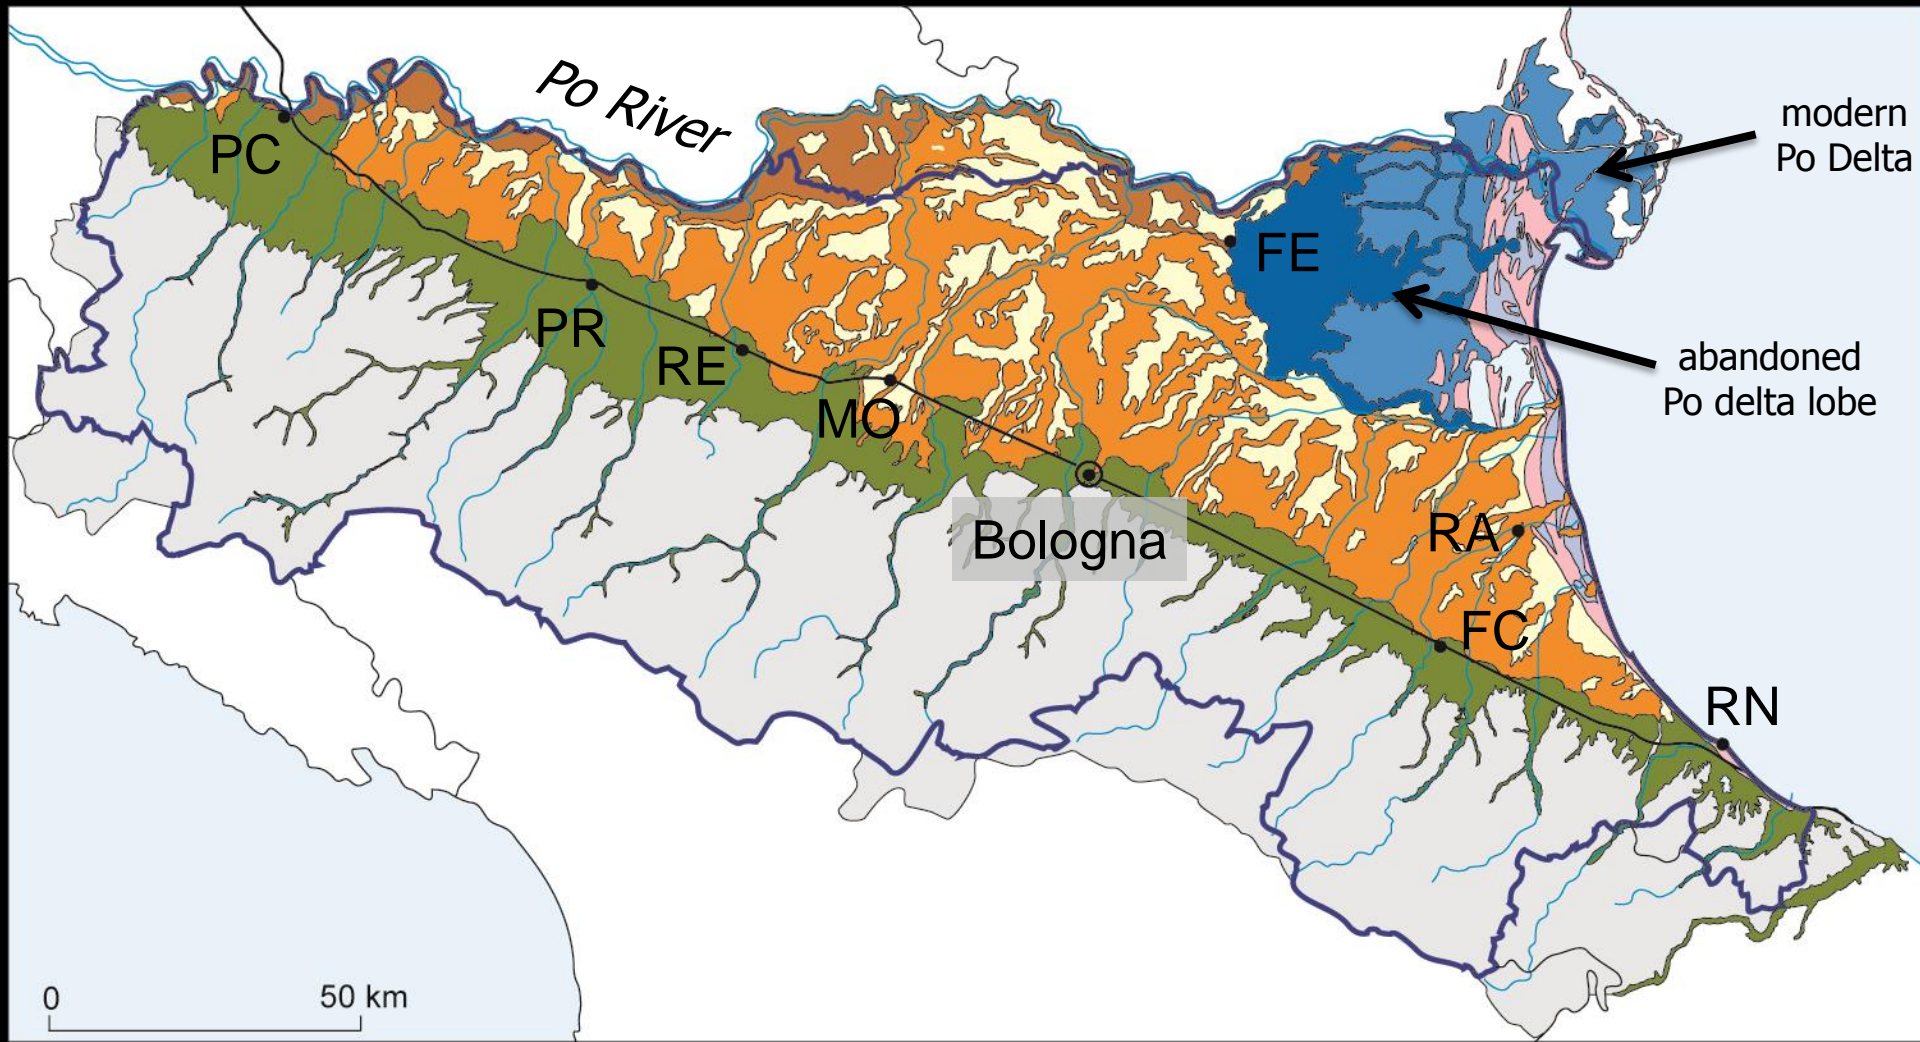 Po River
modern
Po Delta
PC
FE
PR
RE
abandoned
Po delta lobe
MO
Bologna
RA
FC
RN
0
50 km